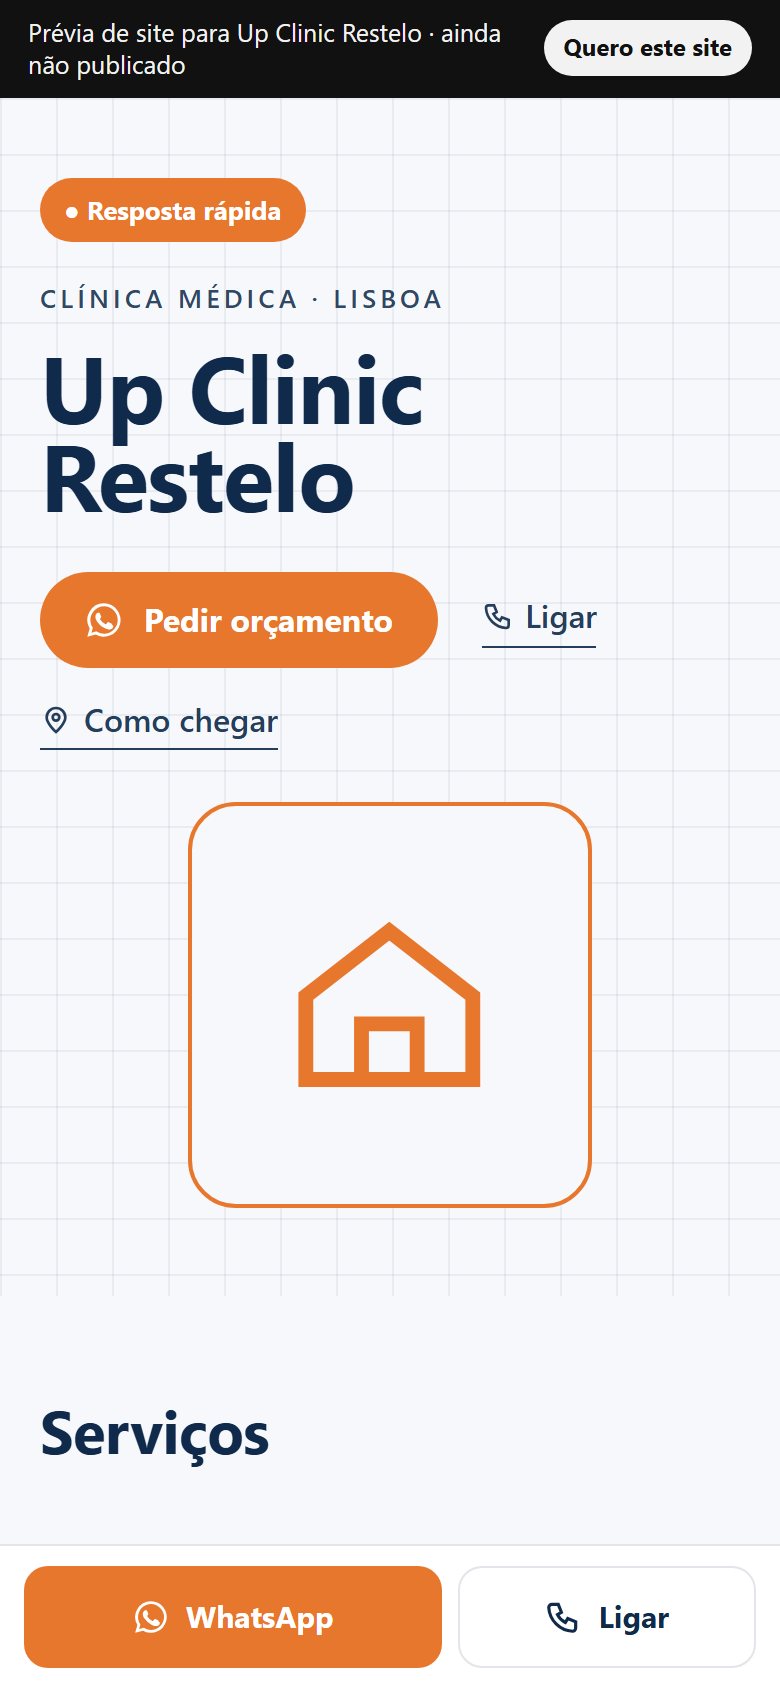 Prévia de site para Up Clinic Restelo · ainda
não publicado
Quero este site
● Resposta rápida
CLÍNICA MÉDICA · LISBOA
Up Clinic
Restelo
Pedir orçamento
Ligar
Como chegar
Serviços
WhatsApp
Ligar